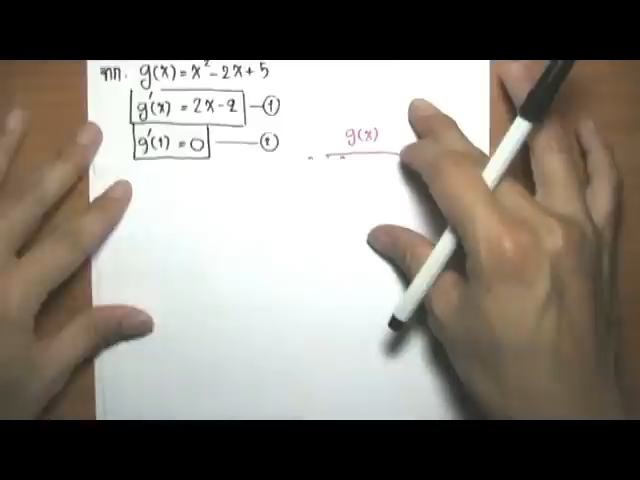 จาก g(x) = x² - 2x + 5
g'(x) = 2x - 2 —①
g'(1) = 0 —②
g(x)